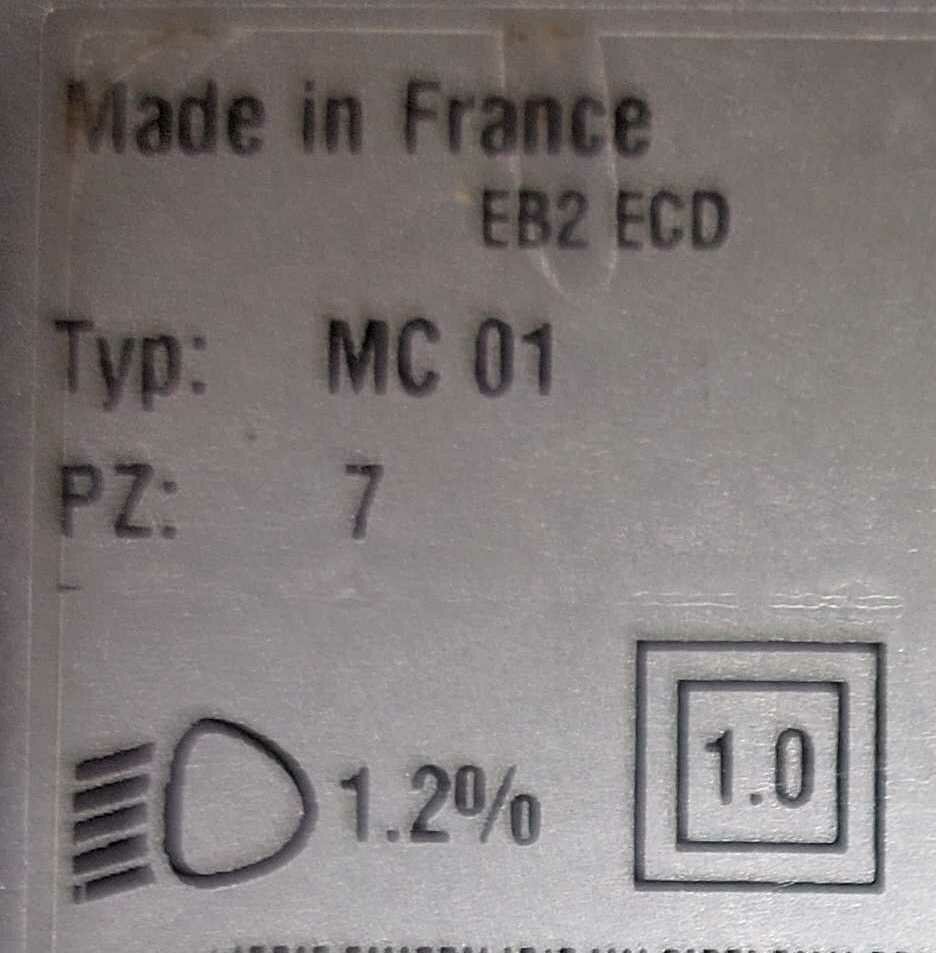 Made in France
EB2 ECD
Typ: MC 01
PZ: 7
1.2%
1.0